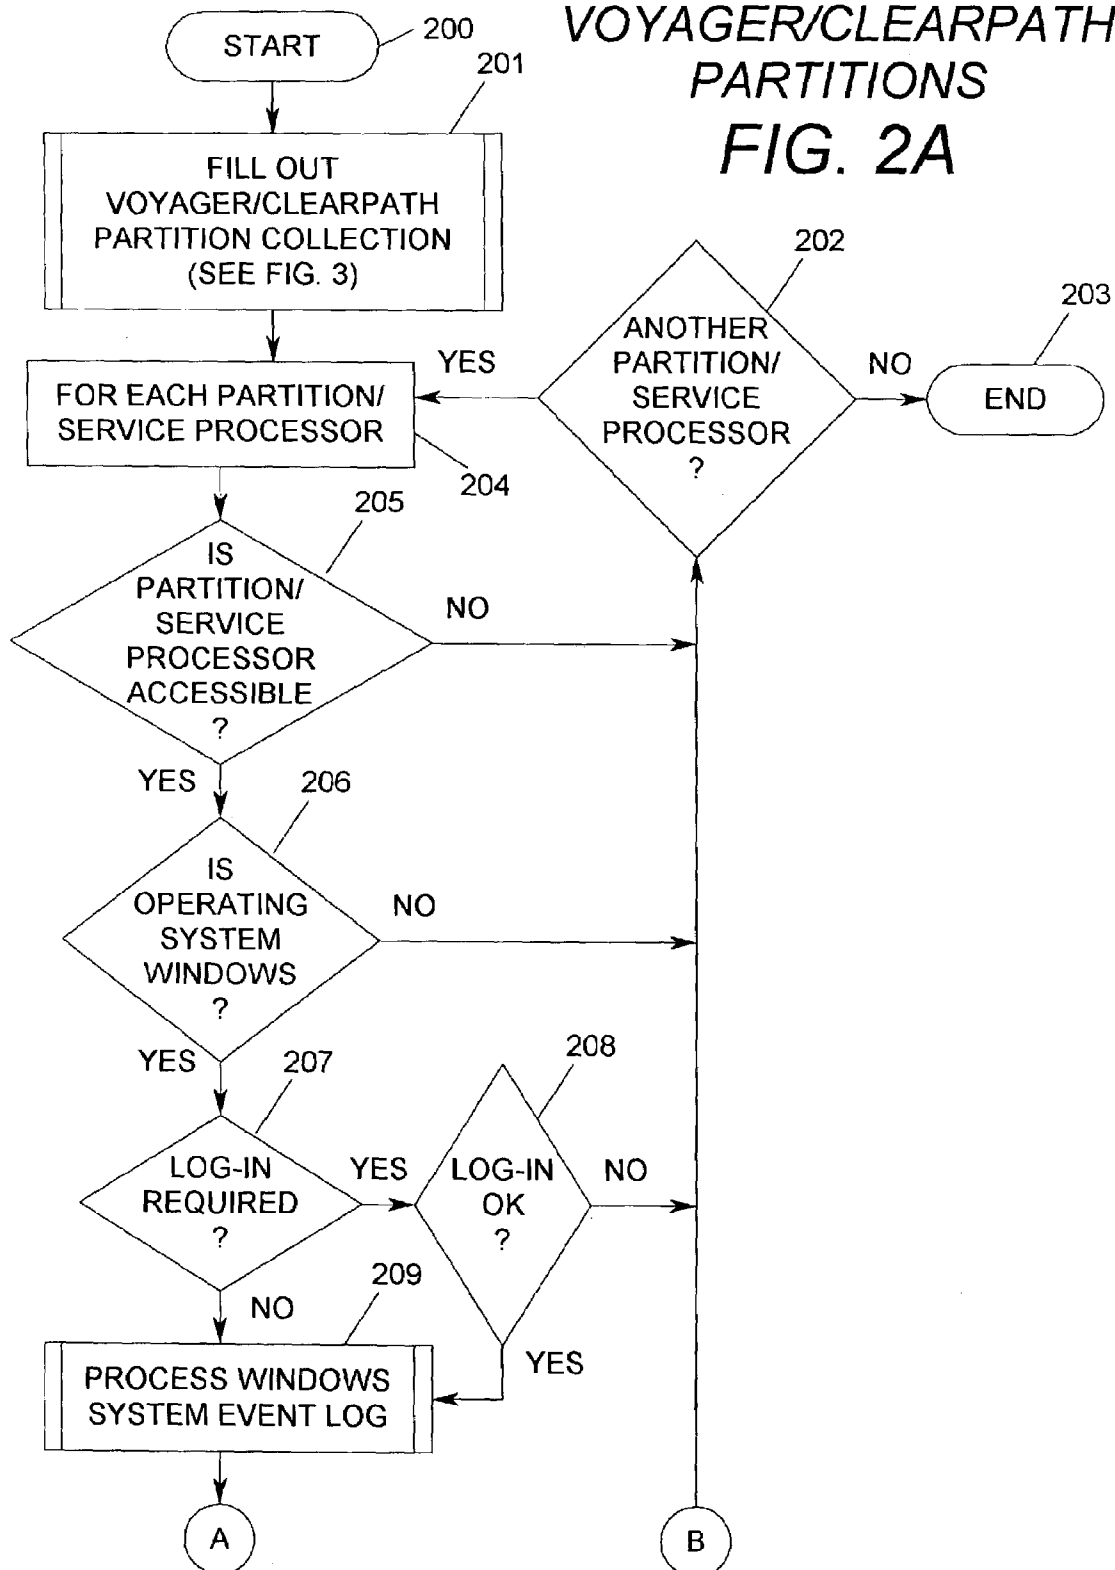 VOYAGER/CLEARPATH
PARTITIONS
FIG. 2A
START
200
201
FILL OUT
VOYAGER/CLEARPATH
PARTITION COLLECTION
(SEE FIG. 3)
202
ANOTHER
PARTITION/
SERVICE
PROCESSOR
?
YES
NO
203
END
FOR EACH PARTITION/
SERVICE PROCESSOR
204
205
IS
PARTITION/
SERVICE
PROCESSOR
ACCESSIBLE
?
NO
YES
206
IS
OPERATING
SYSTEM
WINDOWS
?
NO
YES
207
LOG-IN
REQUIRED
?
YES
208
LOG-IN
OK
?
NO
NO
YES
209
PROCESS WINDOWS
SYSTEM EVENT LOG
A
B